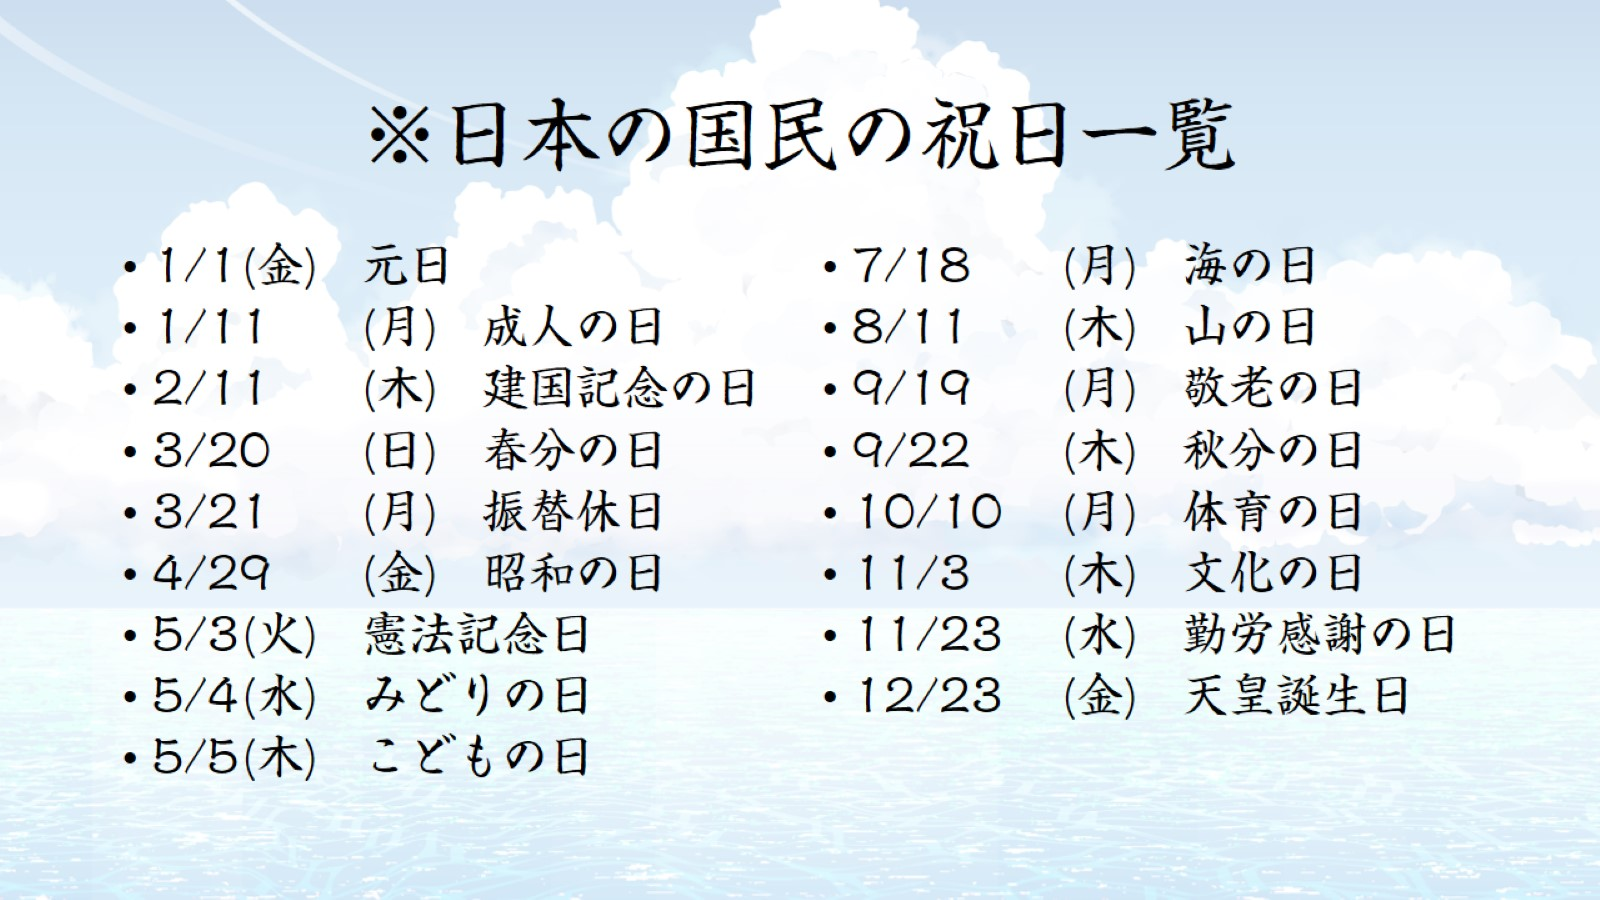 ※日本の国民の祝日一覧
• 1/1(金) 元日
• 1/11 (月) 成人の日
• 2/11 (木) 建国記念の日
• 3/20 (日) 春分の日
• 3/21 (月) 振替休日
• 4/29 (金) 昭和の日
• 5/3(火) 憲法記念日
• 5/4(水) みどりの日
• 5/5(木) こどもの日
• 7/18 (月) 海の日
• 8/11 (木) 山の日
• 9/19 (月) 敬老の日
• 9/22 (木) 秋分の日
• 10/10 (月) 体育の日
• 11/3 (木) 文化の日
• 11/23 (水) 勤労感謝の日
• 12/23 (金) 天皇誕生日